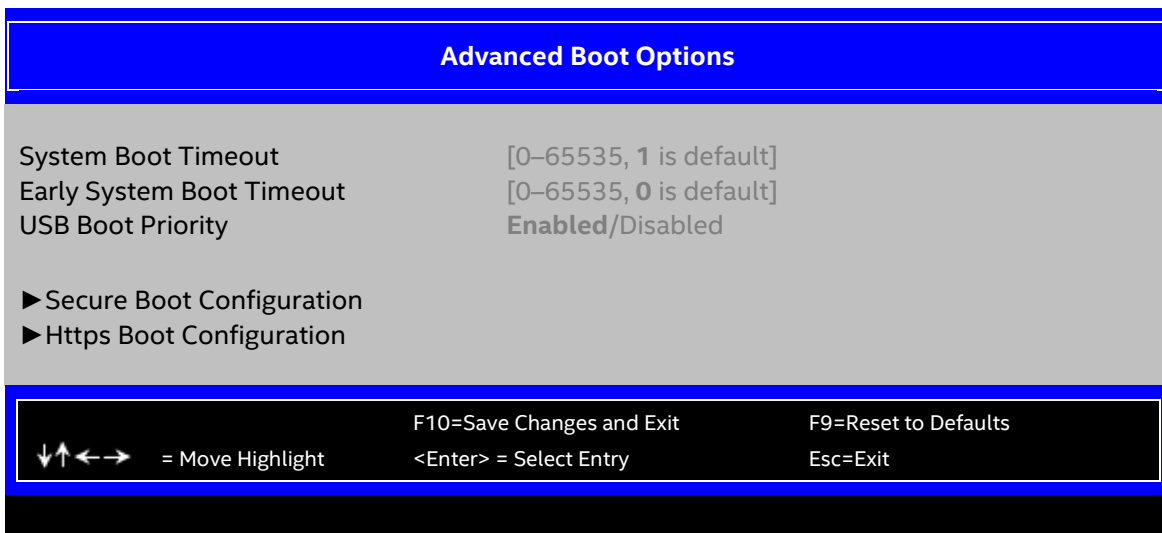 Advanced Boot Options
System Boot Timeout [0–65535, 1 is default]
Early System Boot Timeout [0–65535, 0 is default]
USB Boot Priority Enabled/Disabled
►Secure Boot Configuration
►Https Boot Configuration
F10=Save Changes and Exit F9=Reset to Defaults
↓↑←→ = Move Highlight <Enter> = Select Entry Esc=Exit